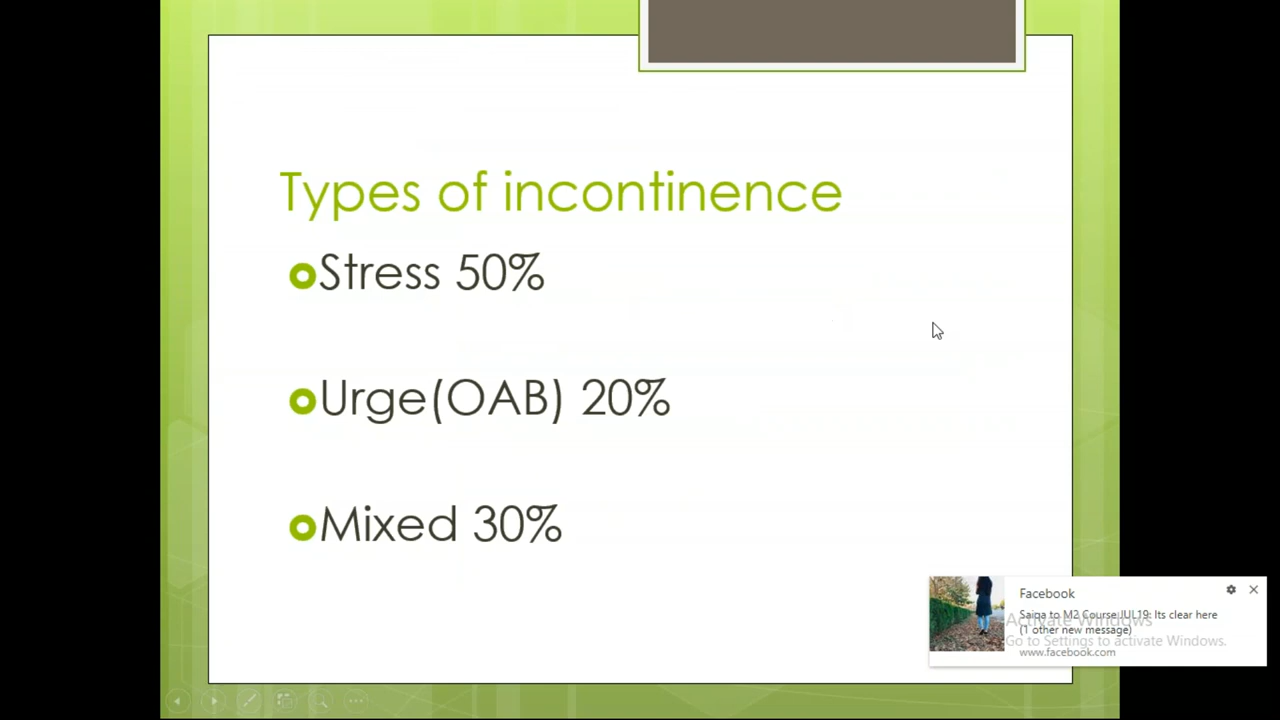 Types of incontinence
Stress 50%
Urge(OAB) 20%
Mixed 30%
Facebook
Saina to M2 Course JUL19: Its clear here
(1 other new message)
www.facebook.com
Activate Windows
Go to Settings to activate Windows.